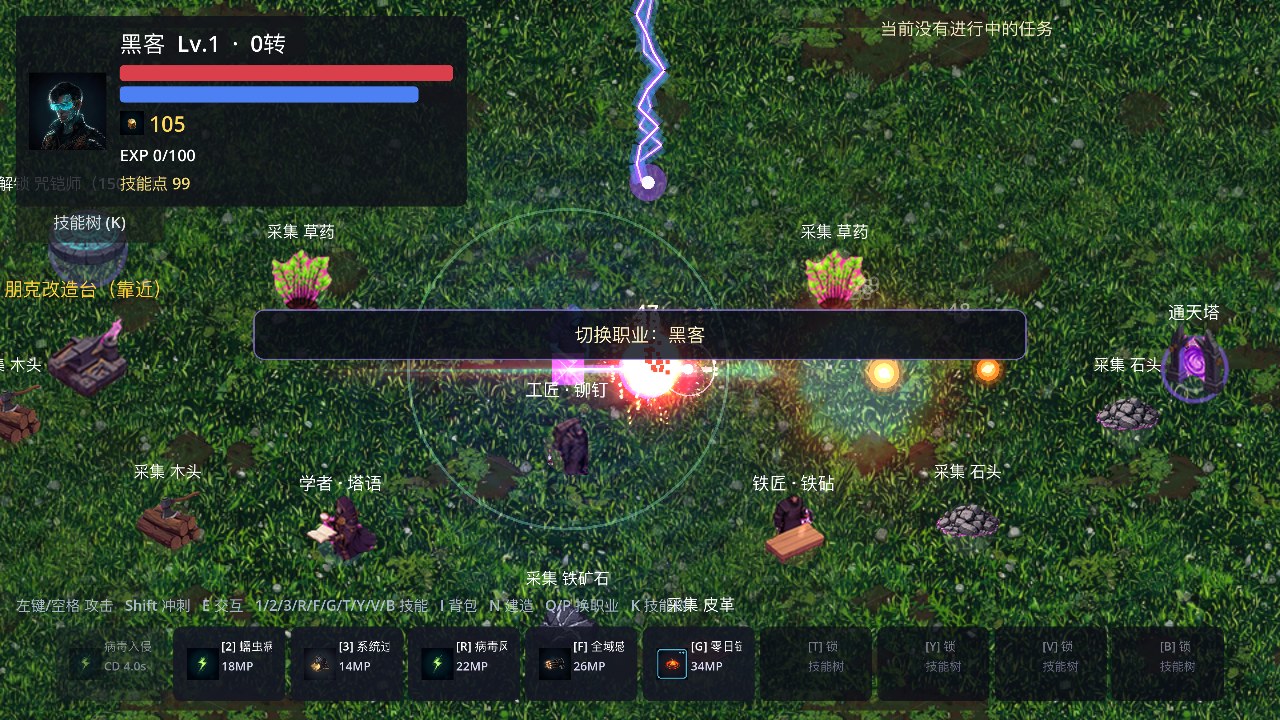 黑客 Lv.1 · 0转
105
EXP 0/100
技能点 99
技能树 (K)
当前没有进行中的任务
采集 草药
采集 草药
朋克改造台（靠近）
通天塔
切换职业：黑客
木头
采集 石头
工匠 · 铆钉
采集 木头
学者 · 塔语
铁匠 · 铁砧
采集 石头
采集 铁矿石
采集 皮革
左键/空格 攻击 Shift 冲刺 E 交互 1/2/3/R/F/G/T/Y/V/B 技能 I 背包 N 建造 Q/P 换职业 K 技能
病毒入侵
CD 4.0s
[2] 蠕虫病
18MP
[3] 系统过
14MP
[R] 病毒
22MP
[F] 全域感
26MP
[G] 零日
34MP
[T] 锁
技能树
[Y] 锁
技能树
[V] 锁
技能树
[B] 锁
技能树